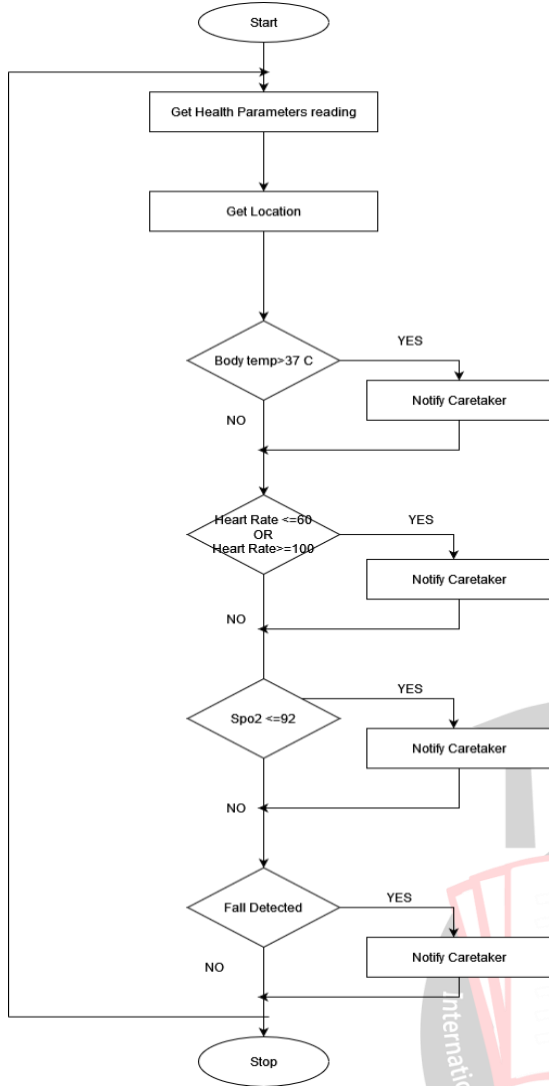 Start
Get Health Parameters reading
Get Location
Body temp>37 C
YES
Notify Caretaker
NO
Heart Rate <=60
OR
Heart Rate>=100
YES
Notify Caretaker
NO
Spo2 <=92
YES
Notify Caretaker
NO
Fall Detected
YES
Notify Caretaker
NO
Stop
Internati